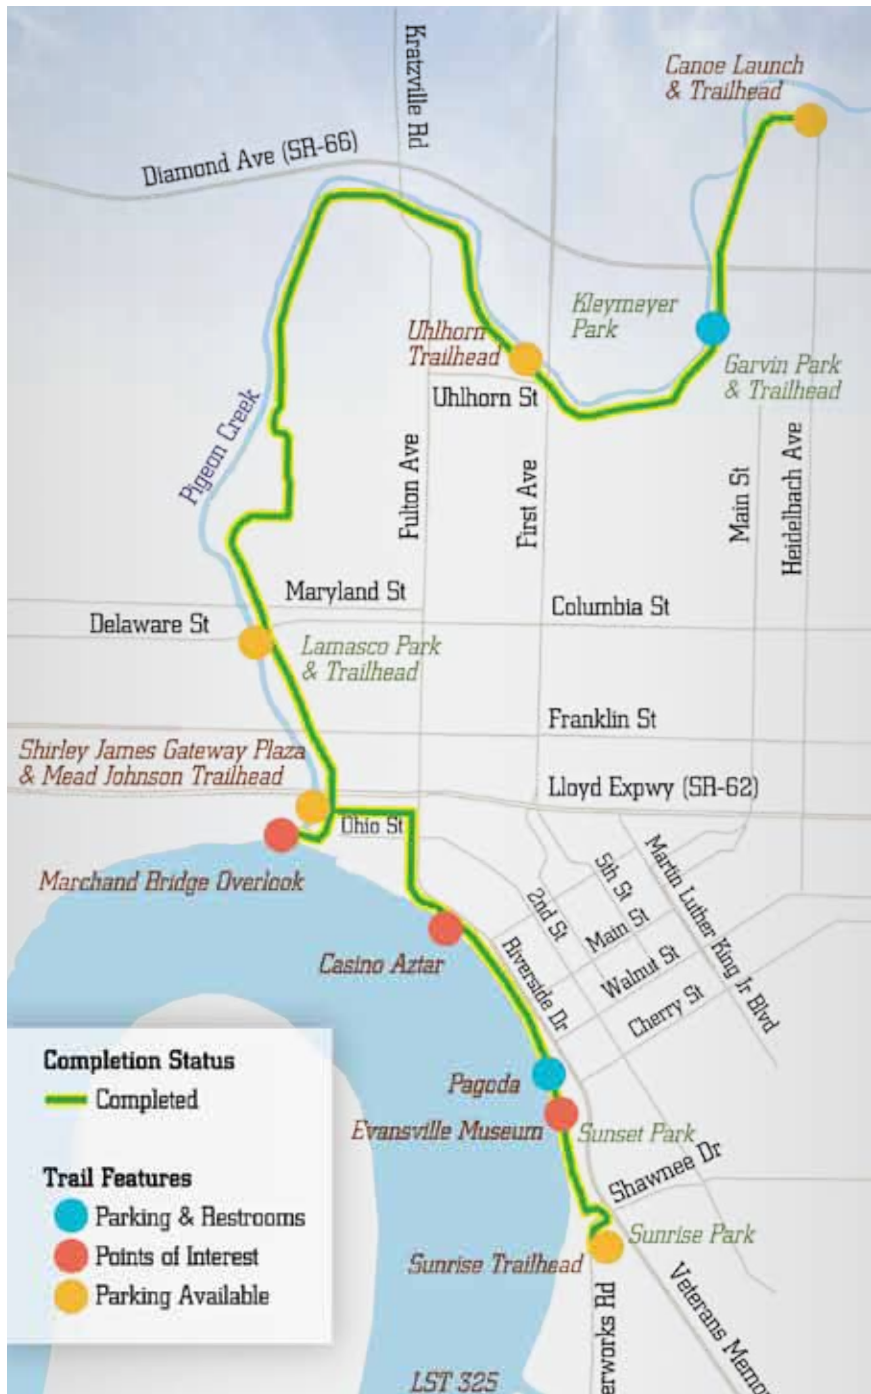 Kratzville Rd
Canoe Launch
& Trailhead
Diamond Ave (SR-66)
Kleymeyer
Park
Uhlhorn
Trailhead
Garvin Park
& Trailhead
Uhlhorn St
Pigeon Creek
Fulton Ave
First Ave
Main St
Heidelbach Ave
Maryland St
Columbia St
Delaware St
Lamasco Park
& Trailhead
Franklin St
Shirley James Gateway Plaza
& Mead Johnson Trailhead
Lloyd Expwy (SR-62)
Ohio St
Marchand Bridge Overlook
5th St
Martin Luther King Jr Blvd
2nd St
Main St
Walnut St
Riverside Dr
Cherry St
Casino Aztar
Pagoda
Evansville Museum
Sunset Park
Shawnee Dr
Sunrise Park
Sunrise Trailhead
Veterans Memo
erworks Rd
LST 325
Completion Status
Completed
Trail Features
Parking & Restrooms
Points of Interest
Parking Available